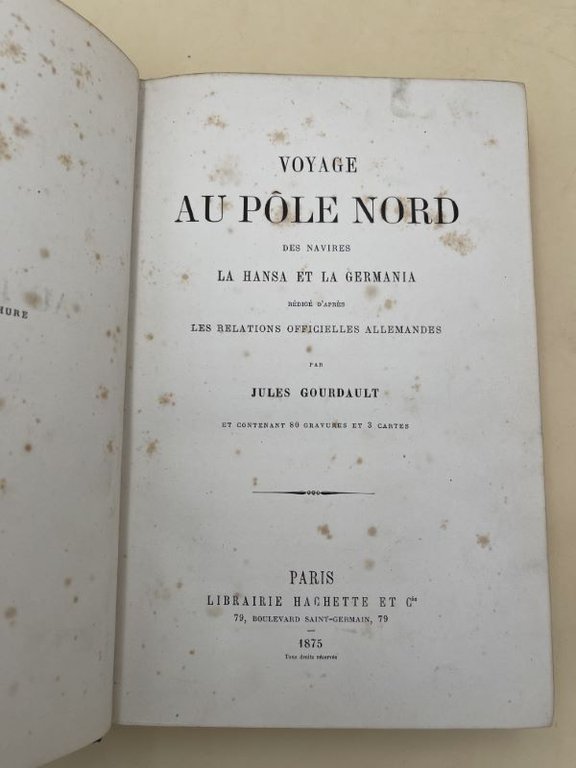 HURE
VOYAGE
AU PÔLE NORD
DES NAVIRES
LA HANSA ET LA GERMANIA
RÉDIGÉ D'APRÈS
LES RELATIONS OFFICIELLES ALLEMANDES
PAR
JULES GOURDAULT
ET CONTENANT 80 GRAVURES ET 3 CARTES
PARIS
LIBRAIRIE HACHETTE ET Cie
79, BOULEVARD SAINT-GERMAIN, 79
1875
Tous droits réservés